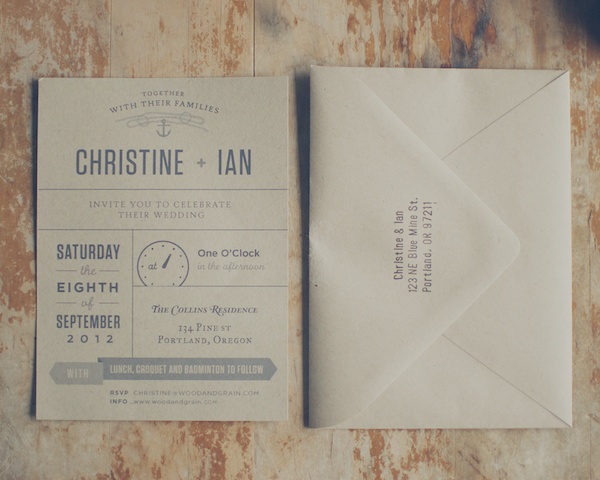 TOGETHER
WITH THEIR FAMILIES
CHRISTINE + IAN
INVITE YOU TO CELEBRATE
THEIR WEDDING
SATURDAY
the
EIGHTH
of
SEPTEMBER
2012
at
One O'Clock
in the afternoon
The Collins Residence
134 Pine St
Portland, Oregon
WITH
LUNCH, CROQUET AND BADMINTON TO FOLLOW
RSVP CHRISTINE@WOODANDGRAIN.COM
INFO www.woodandgrain.com
Christine & Ian
123 NE Blue Mine St.
Portland, OR 97211